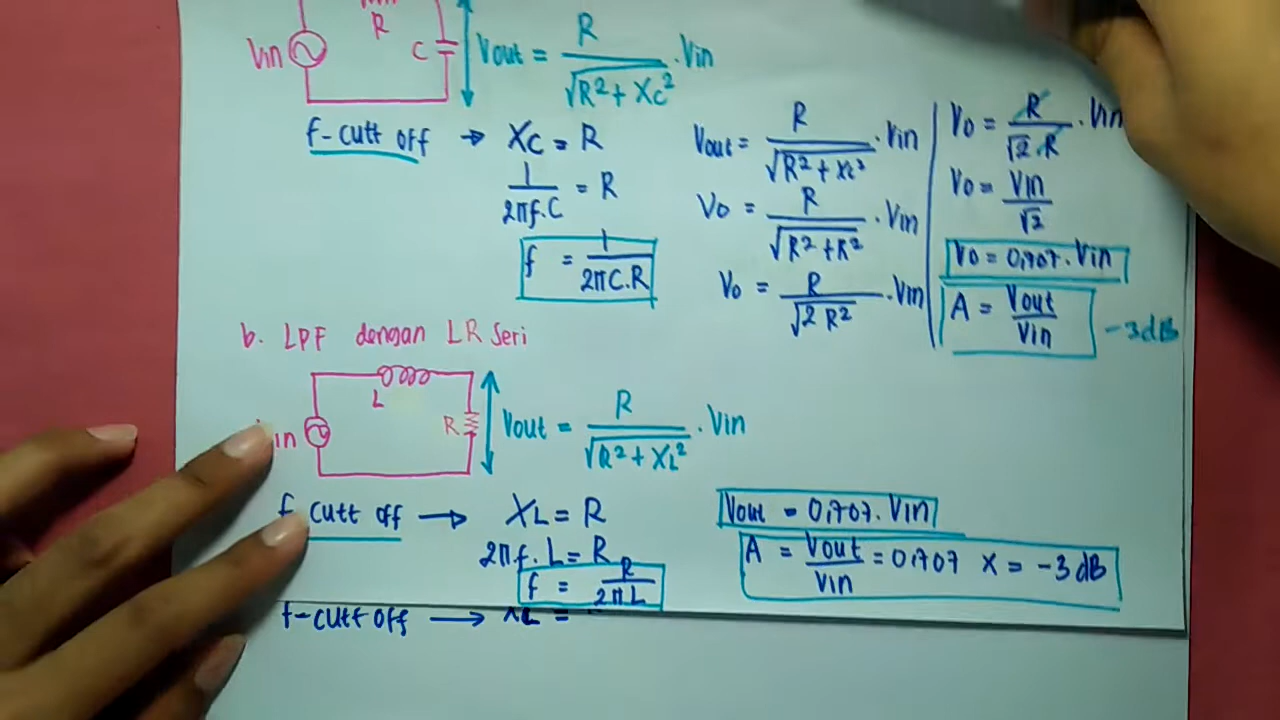 R
Vin
C
Vout = R / √R² + Xc² . Vin
f-cutt off → Xc = R
1 / 2πf.C = R
f = 1 / 2πC.R
Vout = R / √R² + Xc² . Vin
Vo = R / √R² + R² . Vin
Vo = R / √2 R² . Vin
Vo = R / √2 . R . Vin
Vo = Vin / √2
Vo = 0,707 . Vin
A = Vout / Vin -3dB
b. LPF dengan LR Seri
L
R
in
Vout = R / √R² + XL² . Vin
f cutt off → XL = R
2πf.L = R
f = R / 2πL
Vout = 0,707 . Vin
A = Vout / Vin = 0,707 x = -3dB
f-cutt off → XL =